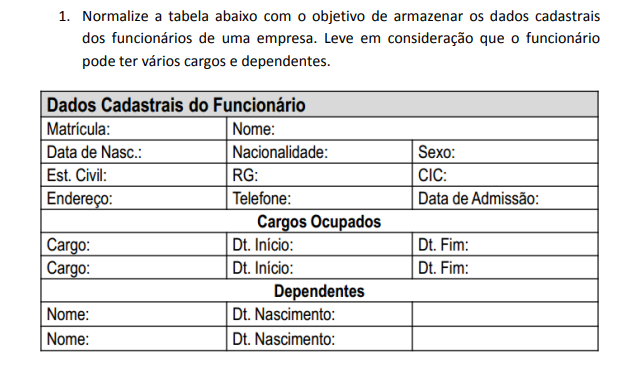 1. Normalize a tabela abaixo com o objetivo de armazenar os dados cadastrais
dos funcionários de uma empresa. Leve em consideração que o funcionário
pode ter vários cargos e dependentes.
Dados Cadastrais do Funcionário
Matrícula: Nome:
Data de Nasc.: Nacionalidade: Sexo:
Est. Civil: RG: CIC:
Endereço: Telefone: Data de Admissão:
Cargos Ocupados
Cargo: Dt. Início: Dt. Fim:
Cargo: Dt. Início: Dt. Fim:
Dependentes
Nome: Dt. Nascimento:
Nome: Dt. Nascimento: